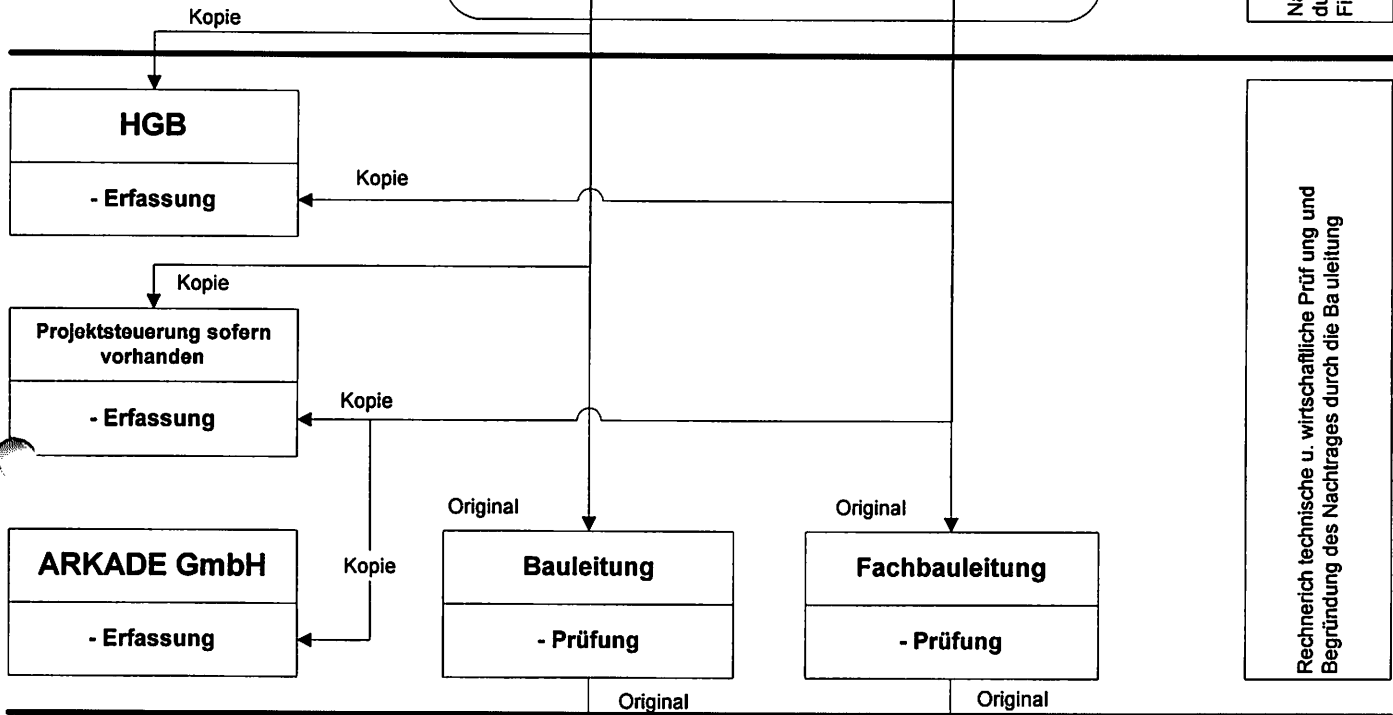 Kopie
HGB
- Erfassung
Kopie
Kopie
Projektsteuerung sofern
vorhanden
- Erfassung
Kopie
Original
Original
ARKADE GmbH
- Erfassung
Kopie
Bauleitung
- Prüfung
Fachbauleitung
- Prüfung
Original
Original
Rechnerich technische u. wirtschaftliche Prüf ung und
Begründung des Nachtrages durch die Ba uleitung